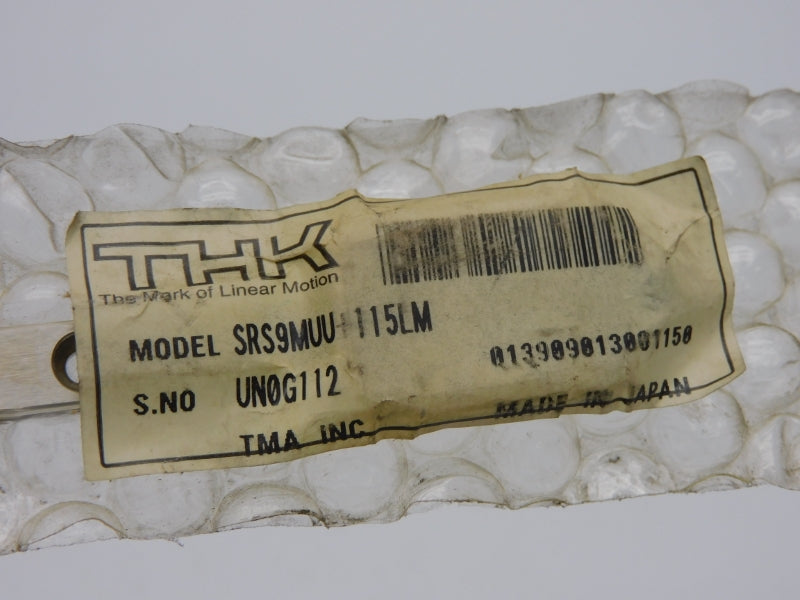 THK
The Mark of Linear Motion
MODEL SRS9MUU+115LM
013909013001150
S.NO UN0G112
TMA INC
MADE IN JAPAN